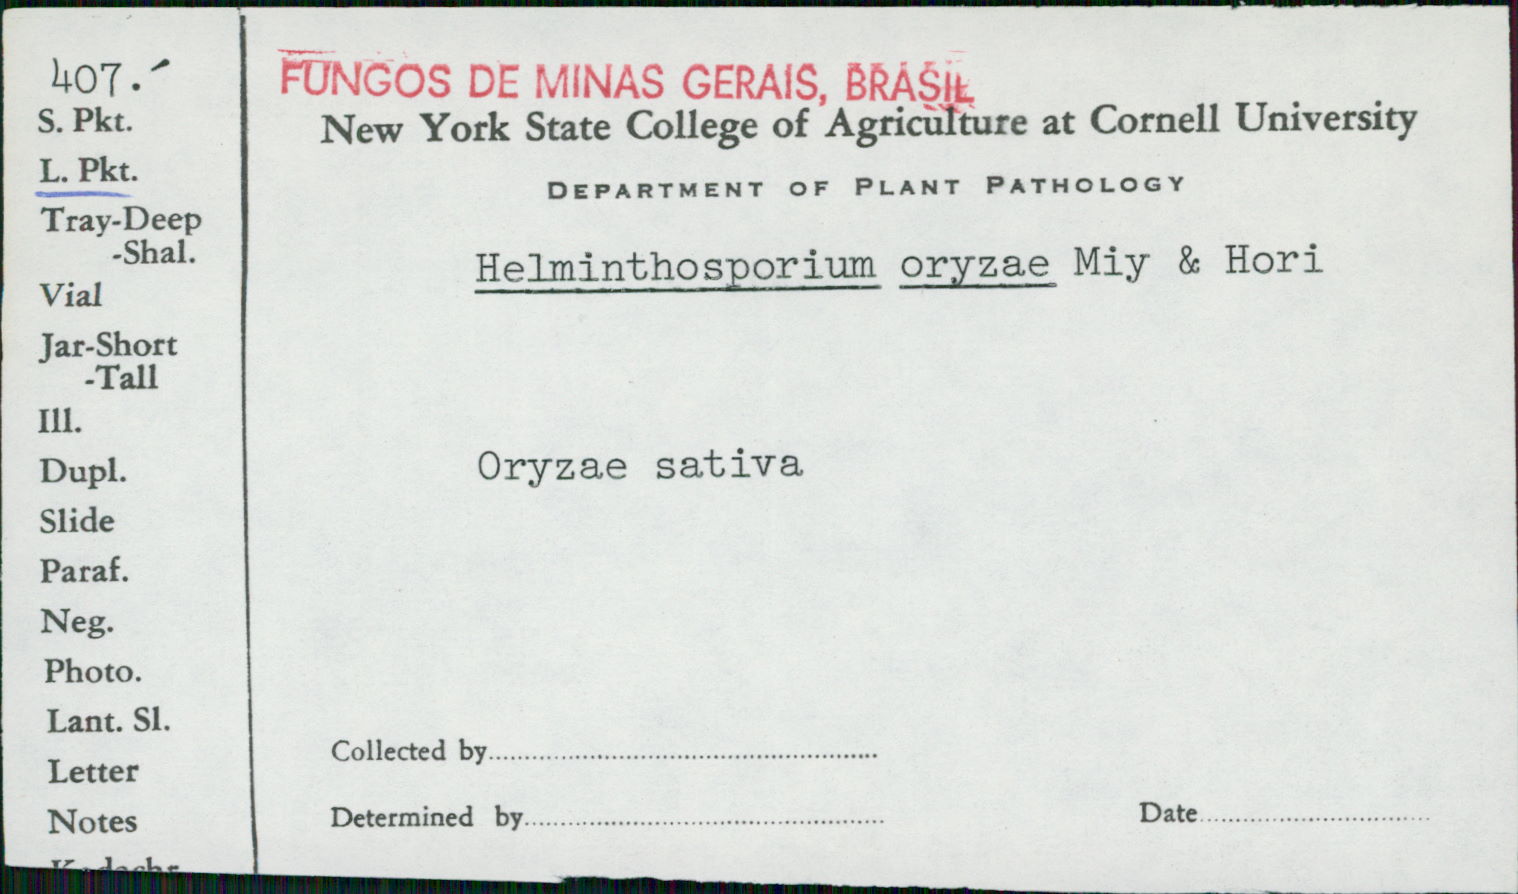 407.
S. Pkt.
L. Pkt.
Tray-Deep
-Shal.
Vial
Jar-Short
-Tall
Ill.
Dupl.
Slide
Paraf.
Neg.
Photo.
Lant. Sl.
Letter
Notes
Kodachr
FUNGOS DE MINAS GERAIS, BRASIL
New York State College of Agriculture at Cornell University
DEPARTMENT OF PLANT PATHOLOGY
Helminthosporium oryzae Miy & Hori
Oryzae sativa
Collected by
Determined by
Date